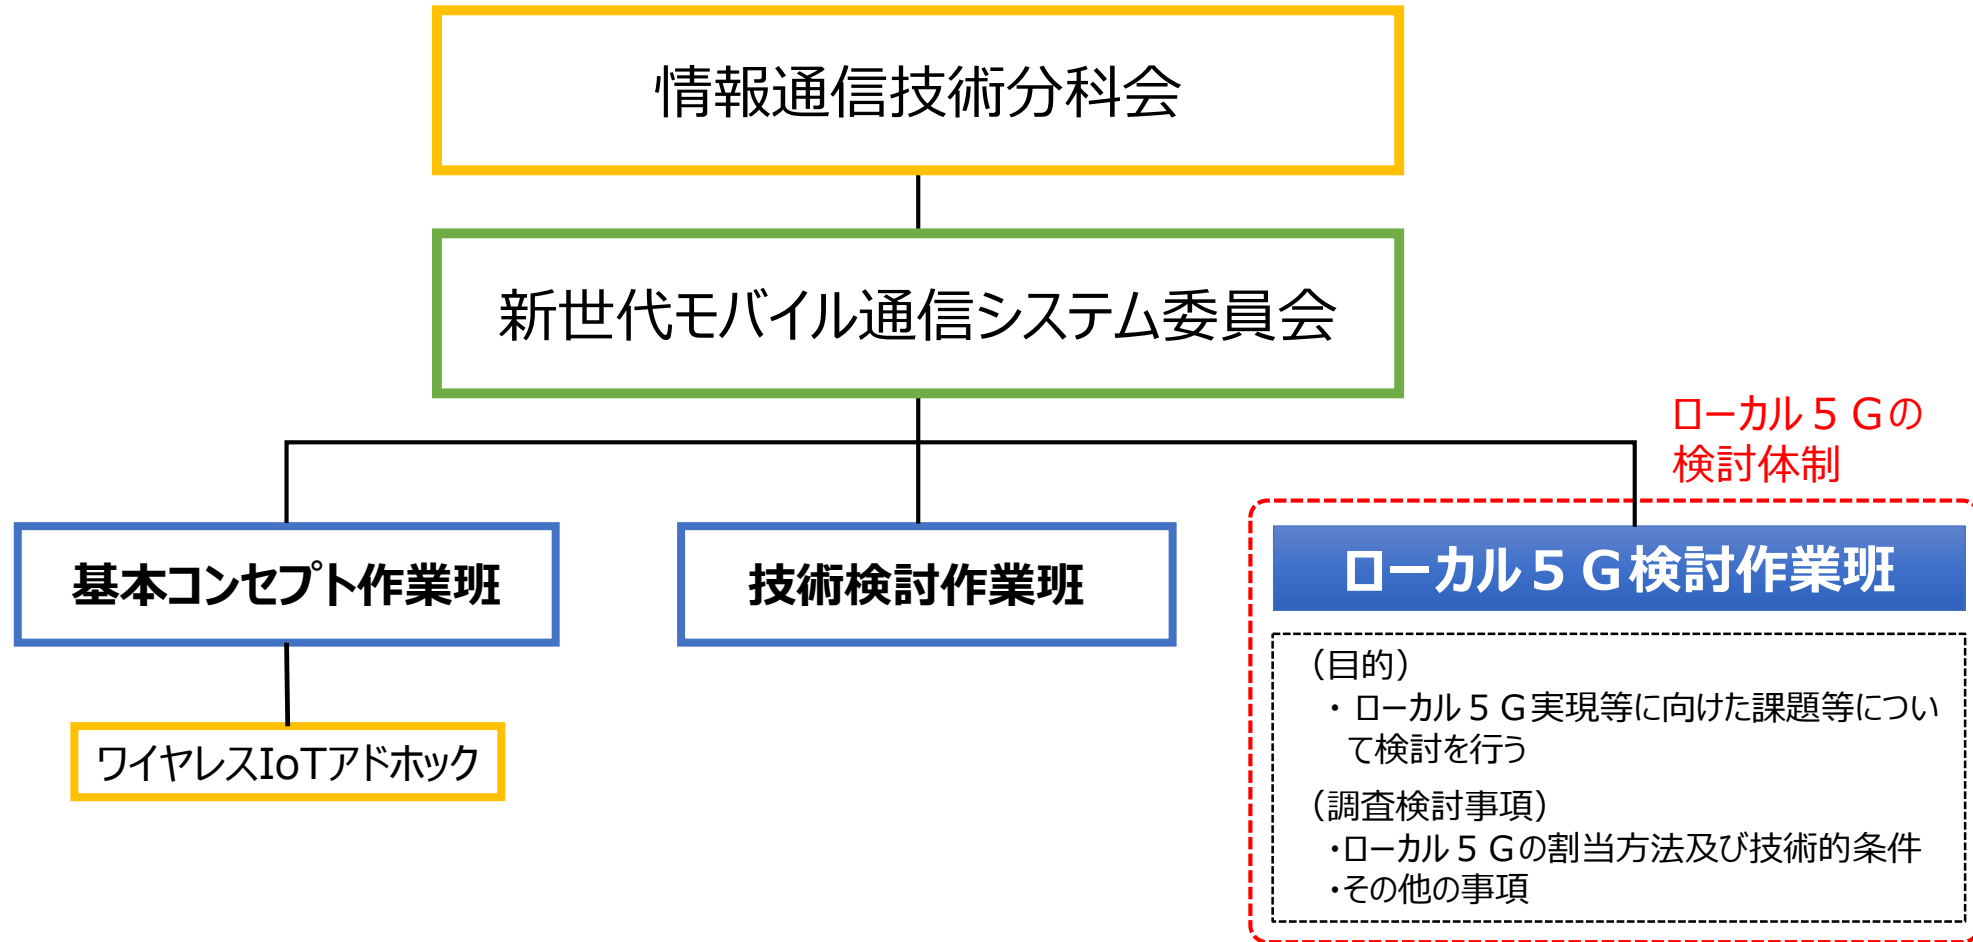 情報通信技術分科会
新世代モバイル通信システム委員会
ローカル５Ｇの
検討体制
基本コンセプト作業班
技術検討作業班
ローカル５Ｇ検討作業班
ワイヤレスIoTアドホック
（目的）
・ ローカル５Ｇ実現等に向けた課題等につい
て検討を行う
（調査検討事項）
・ローカル５Ｇの割当方法及び技術的条件
・その他の事項